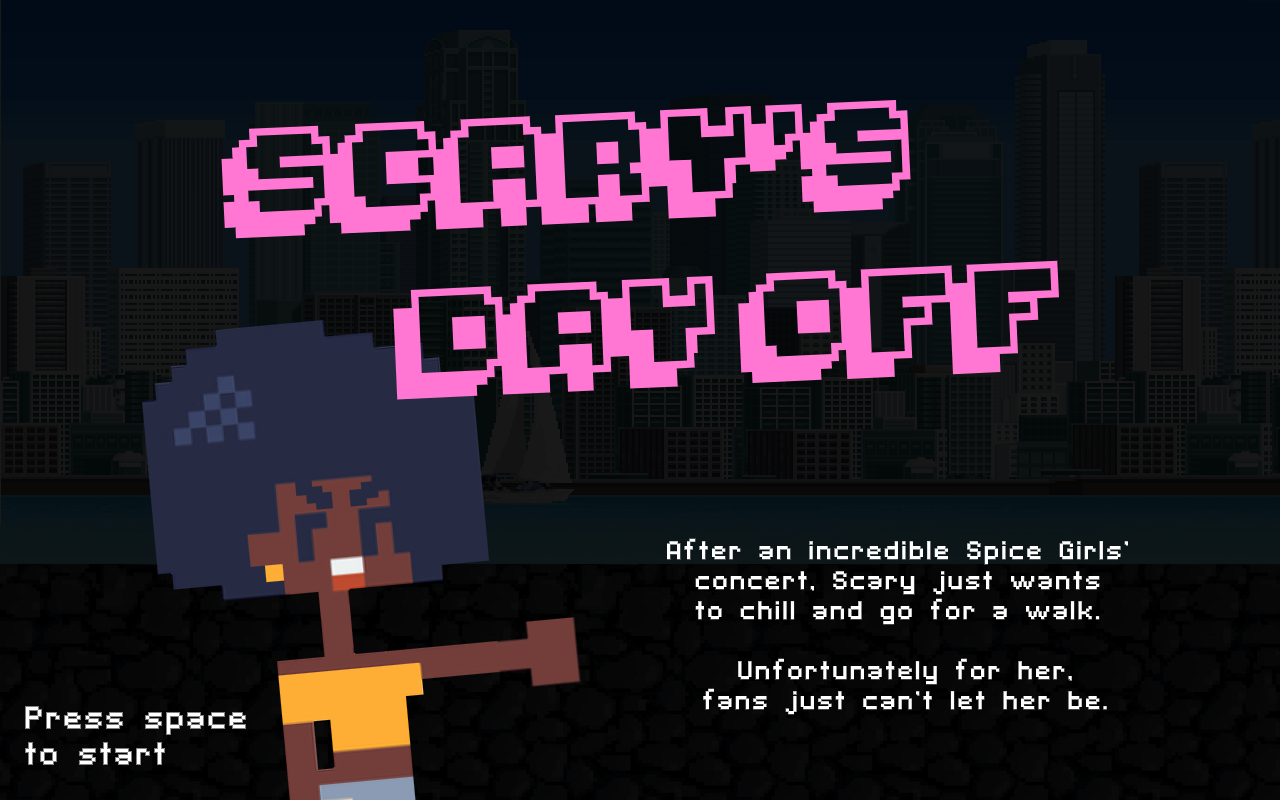 SCARY'S
DAY OFF
After an incredible Spice Girls'
concert, Scary just wants
to chill and go for a walk.
Unfortunately for her,
fans just can't let her be.
Press space
to start